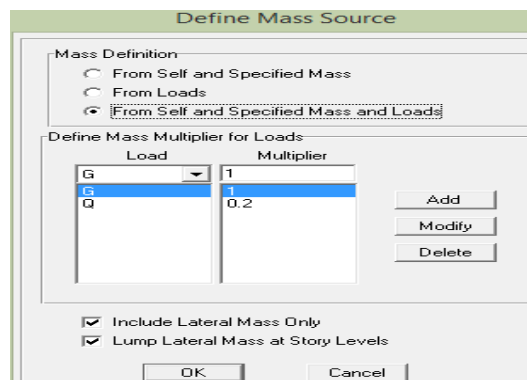 Define Mass Source
Mass Definition
From Self and Specified Mass
From Loads
From Self and Specified Mass and Loads
Define Mass Multiplier for Loads
Load Multiplier
G 1
G 1
Q 0.2
Add
Modify
Delete
Include Lateral Mass Only
Lump Lateral Mass at Story Levels
OK Cancel